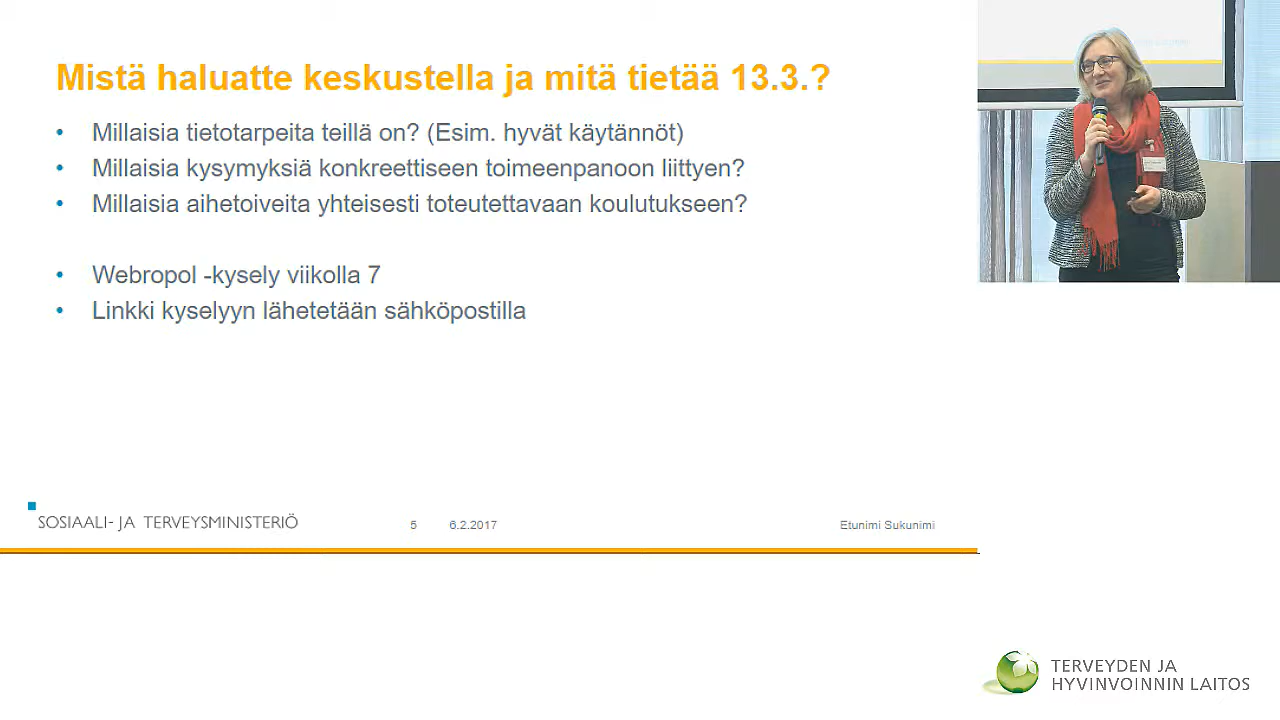 Mistä haluatte keskustella ja mitä tietää 13.3.?
• Millaisia tietotarpeita teillä on? (Esim. hyvät käytännöt)
• Millaisia kysymyksiä konkreettiseen toimeenpanoon liittyen?
• Millaisia aihetoiveita yhteisesti toteutettavaan koulutukseen?
• Webropol -kysely viikolla 7
• Linkki kyselyyn lähetetään sähköpostilla
SOSIAALI- JA TERVEYSMINISTERIÖ
5 6.2.2017 Etunimi Sukunimi
TERVEYDEN JA
HYVINVOINNIN LAITOS